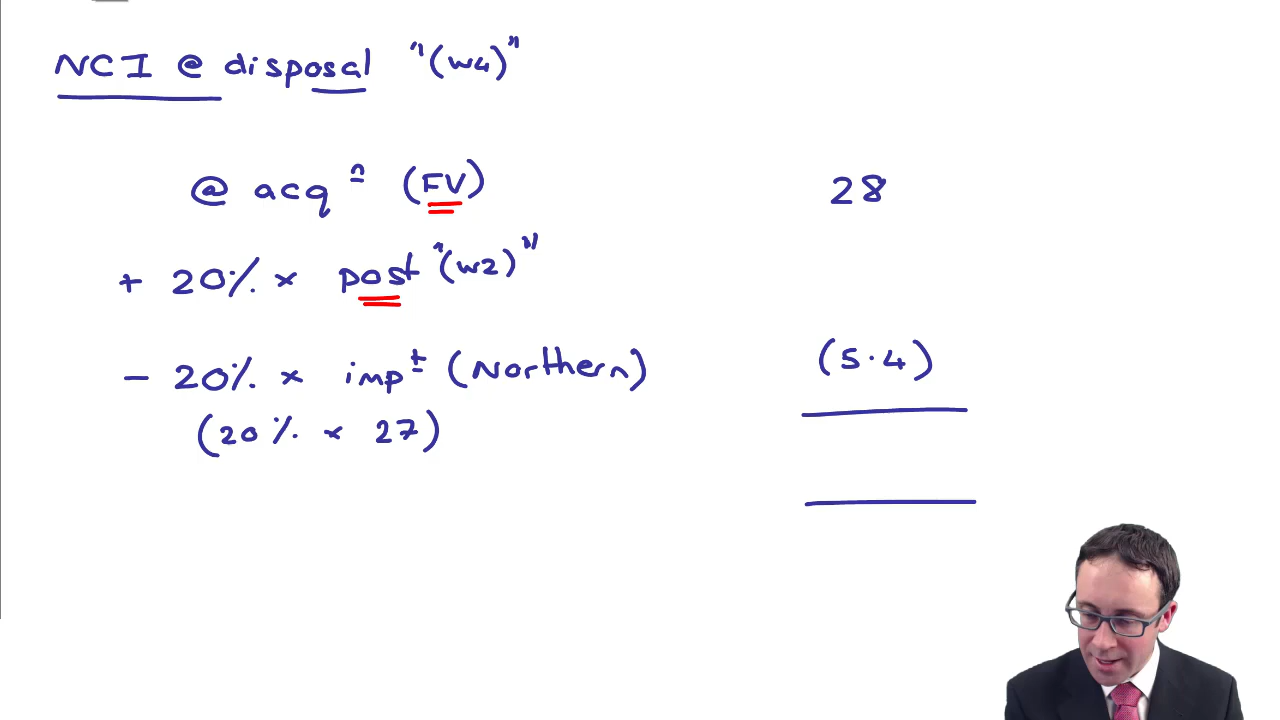 NCI @ disposal "(W4)"
@ acqⁿ (FV) 28
+ 20% × post "(W2)"
- 20% × impᵗ (Northern) (5.4)
(20% × 27)